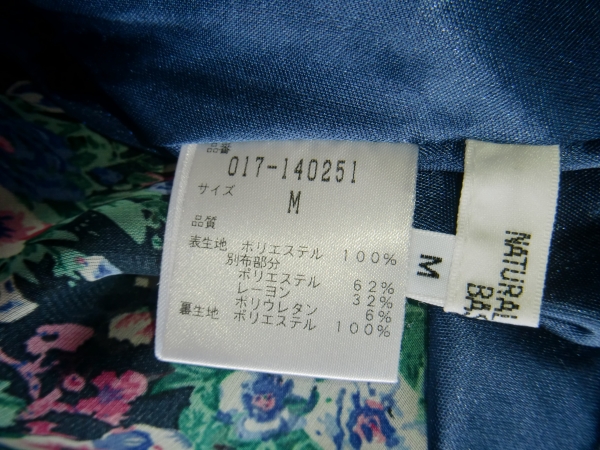 品番
017-140251
サイズ
M
品質
表生地 ポリエステル 100%
別布部分
ポリエステル 62%
レーヨン 32%
ポリウレタン 6%
裏生地 ポリエステル 100%
M
NATURAL